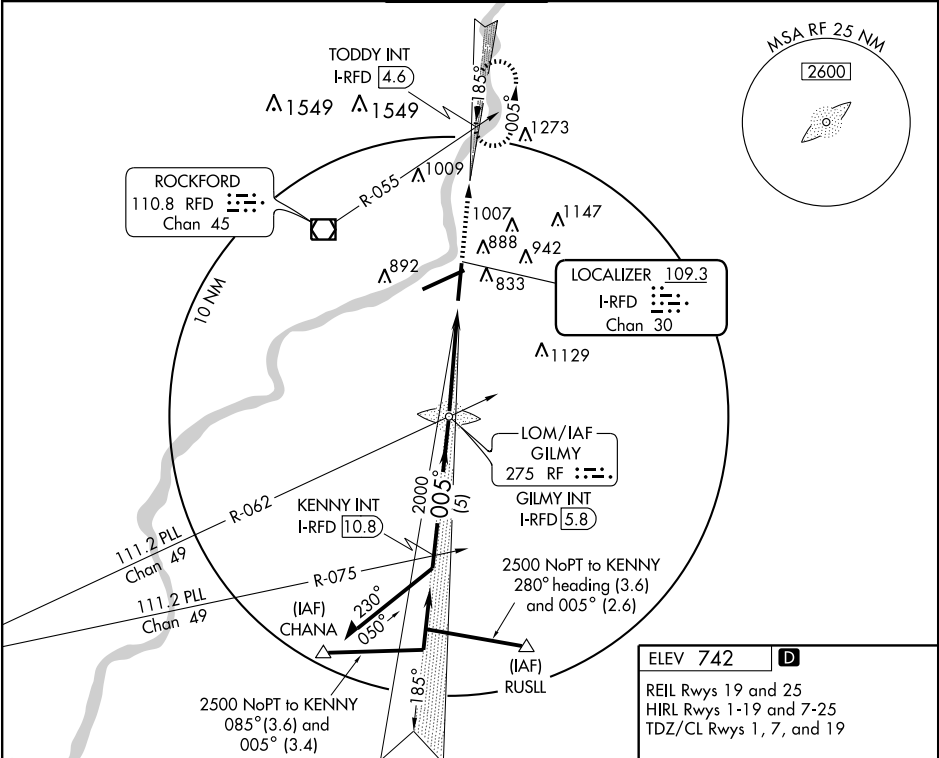 TODDY INT
I-RFD 4.6
185°
005°
MSA RF 25 NM
2600
1549
1549
1273
1009
ROCKFORD
110.8 RFD
Chan 45
R-055
1007
1147
888
942
892
833
LOCALIZER 109.3
I-RFD
Chan 30
10 NM
1129
LOM/IAF
GILMY
275 RF
GILMY INT
I-RFD 5.8
2000
005°
(5)
KENNY INT
I-RFD 10.8
R-062
111.2 PLL
Chan 49
R-075
111.2 PLL
Chan 49
2500 NoPT to KENNY
280° heading (3.6)
and 005° (2.6)
230°
050°
(IAF)
CHANA
(IAF)
RUSLL
185°
2500 NoPT to KENNY
085° (3.6) and
005° (3.4)
ELEV 742 D
REIL Rwys 19 and 25
HIRL Rwys 1-19 and 7-25
TDZ/CL Rwys 1, 7, and 19